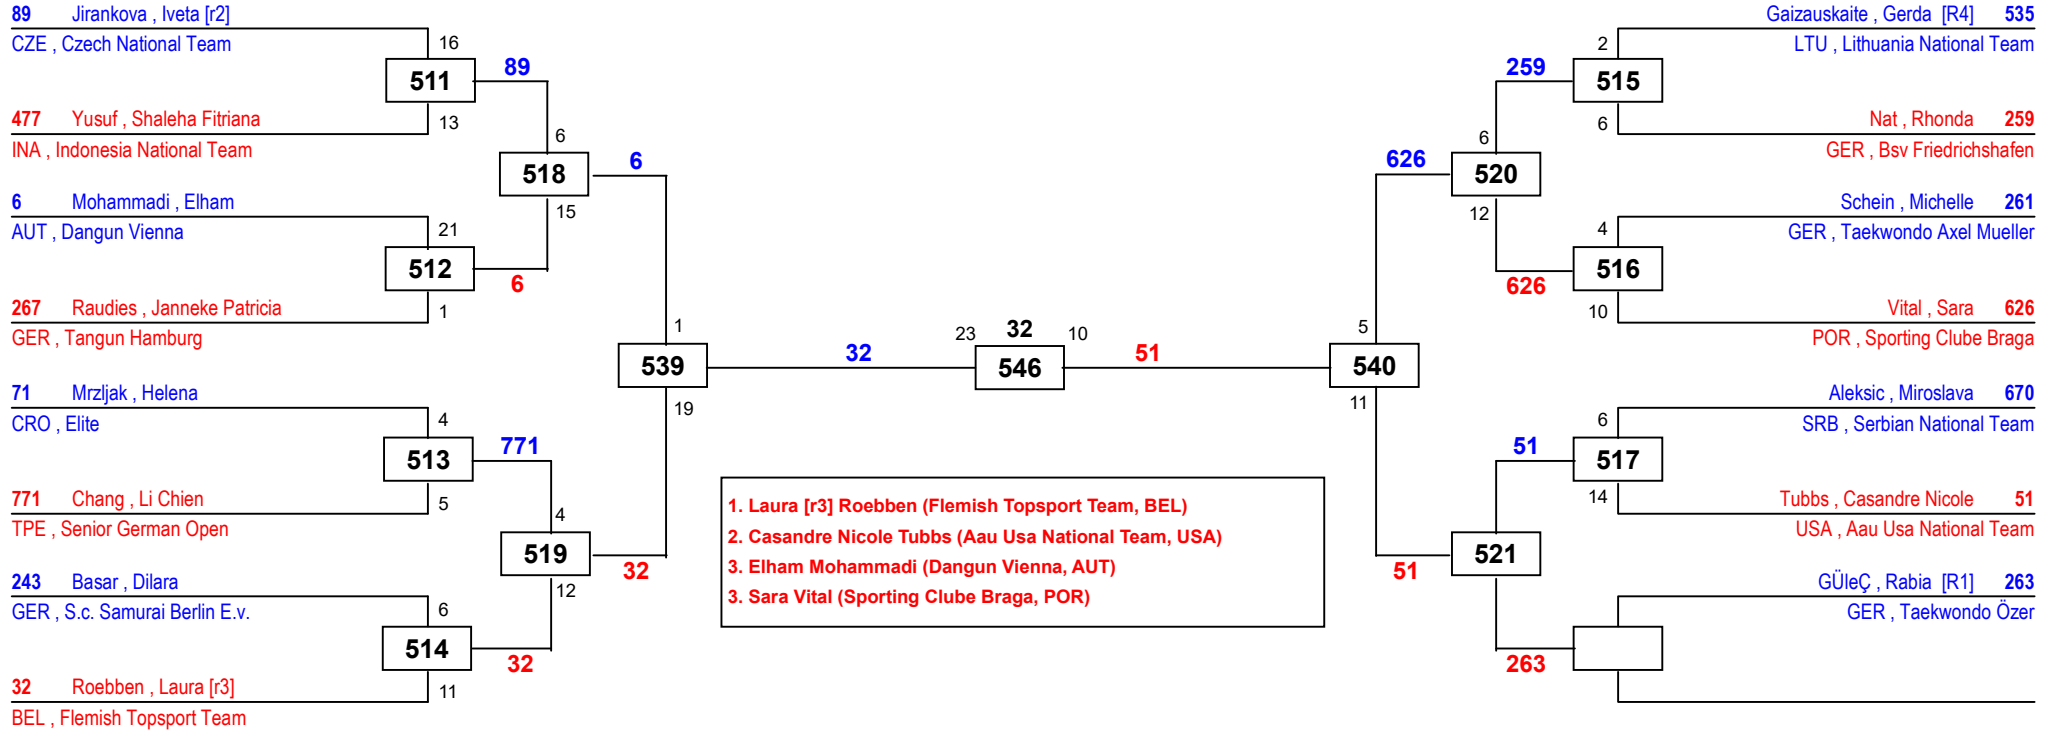 89 Jirankova , Iveta [r2]
CZE , Czech National Team
16
511
89
477 Yusuf , Shaleha Fitriana
13
INA , Indonesia National Team
6
518
6
6 Mohammadi , Elham
15
AUT , Dangun Vienna
21
512
6
267 Raudies , Janneke Patricia
1
GER , Tangun Hamburg
1
539
32
19
71 Mrzljak , Helena
CRO , Elite
4
513
771
771 Chang , Li Chien
5
TPE , Senior German Open
4
519
32
12
243 Basar , Dilara
GER , S.c. Samurai Berlin E.v.
6
514
32
32 Roebben , Laura [r3]
11
BEL , Flemish Topsport Team
23 32 10
546
51
1. Laura [r3] Roebben (Flemish Topsport Team, BEL)
2. Casandre Nicole Tubbs (Aau Usa National Team, USA)
3. Elham Mohammadi (Dangun Vienna, AUT)
3. Sara Vital (Sporting Clube Braga, POR)
Gaizauskaite , Gerda [R4] 535
2
LTU , Lithuania National Team
259
515
Nat , Rhonda 259
6
GER , Bsv Friedrichshafen
6
626
520
12
Schein , Michelle 261
4
GER , Taekwondo Axel Mueller
516
626
Vital , Sara 626
10
POR , Sporting Clube Braga
5
540
11
Aleksic , Miroslava 670
6
SRB , Serbian National Team
51
517
14
Tubbs , Casandre Nicole 51
USA , Aau Usa National Team
521
51
GÜleÇ , Rabia [R1] 263
GER , Taekwondo Özer
263